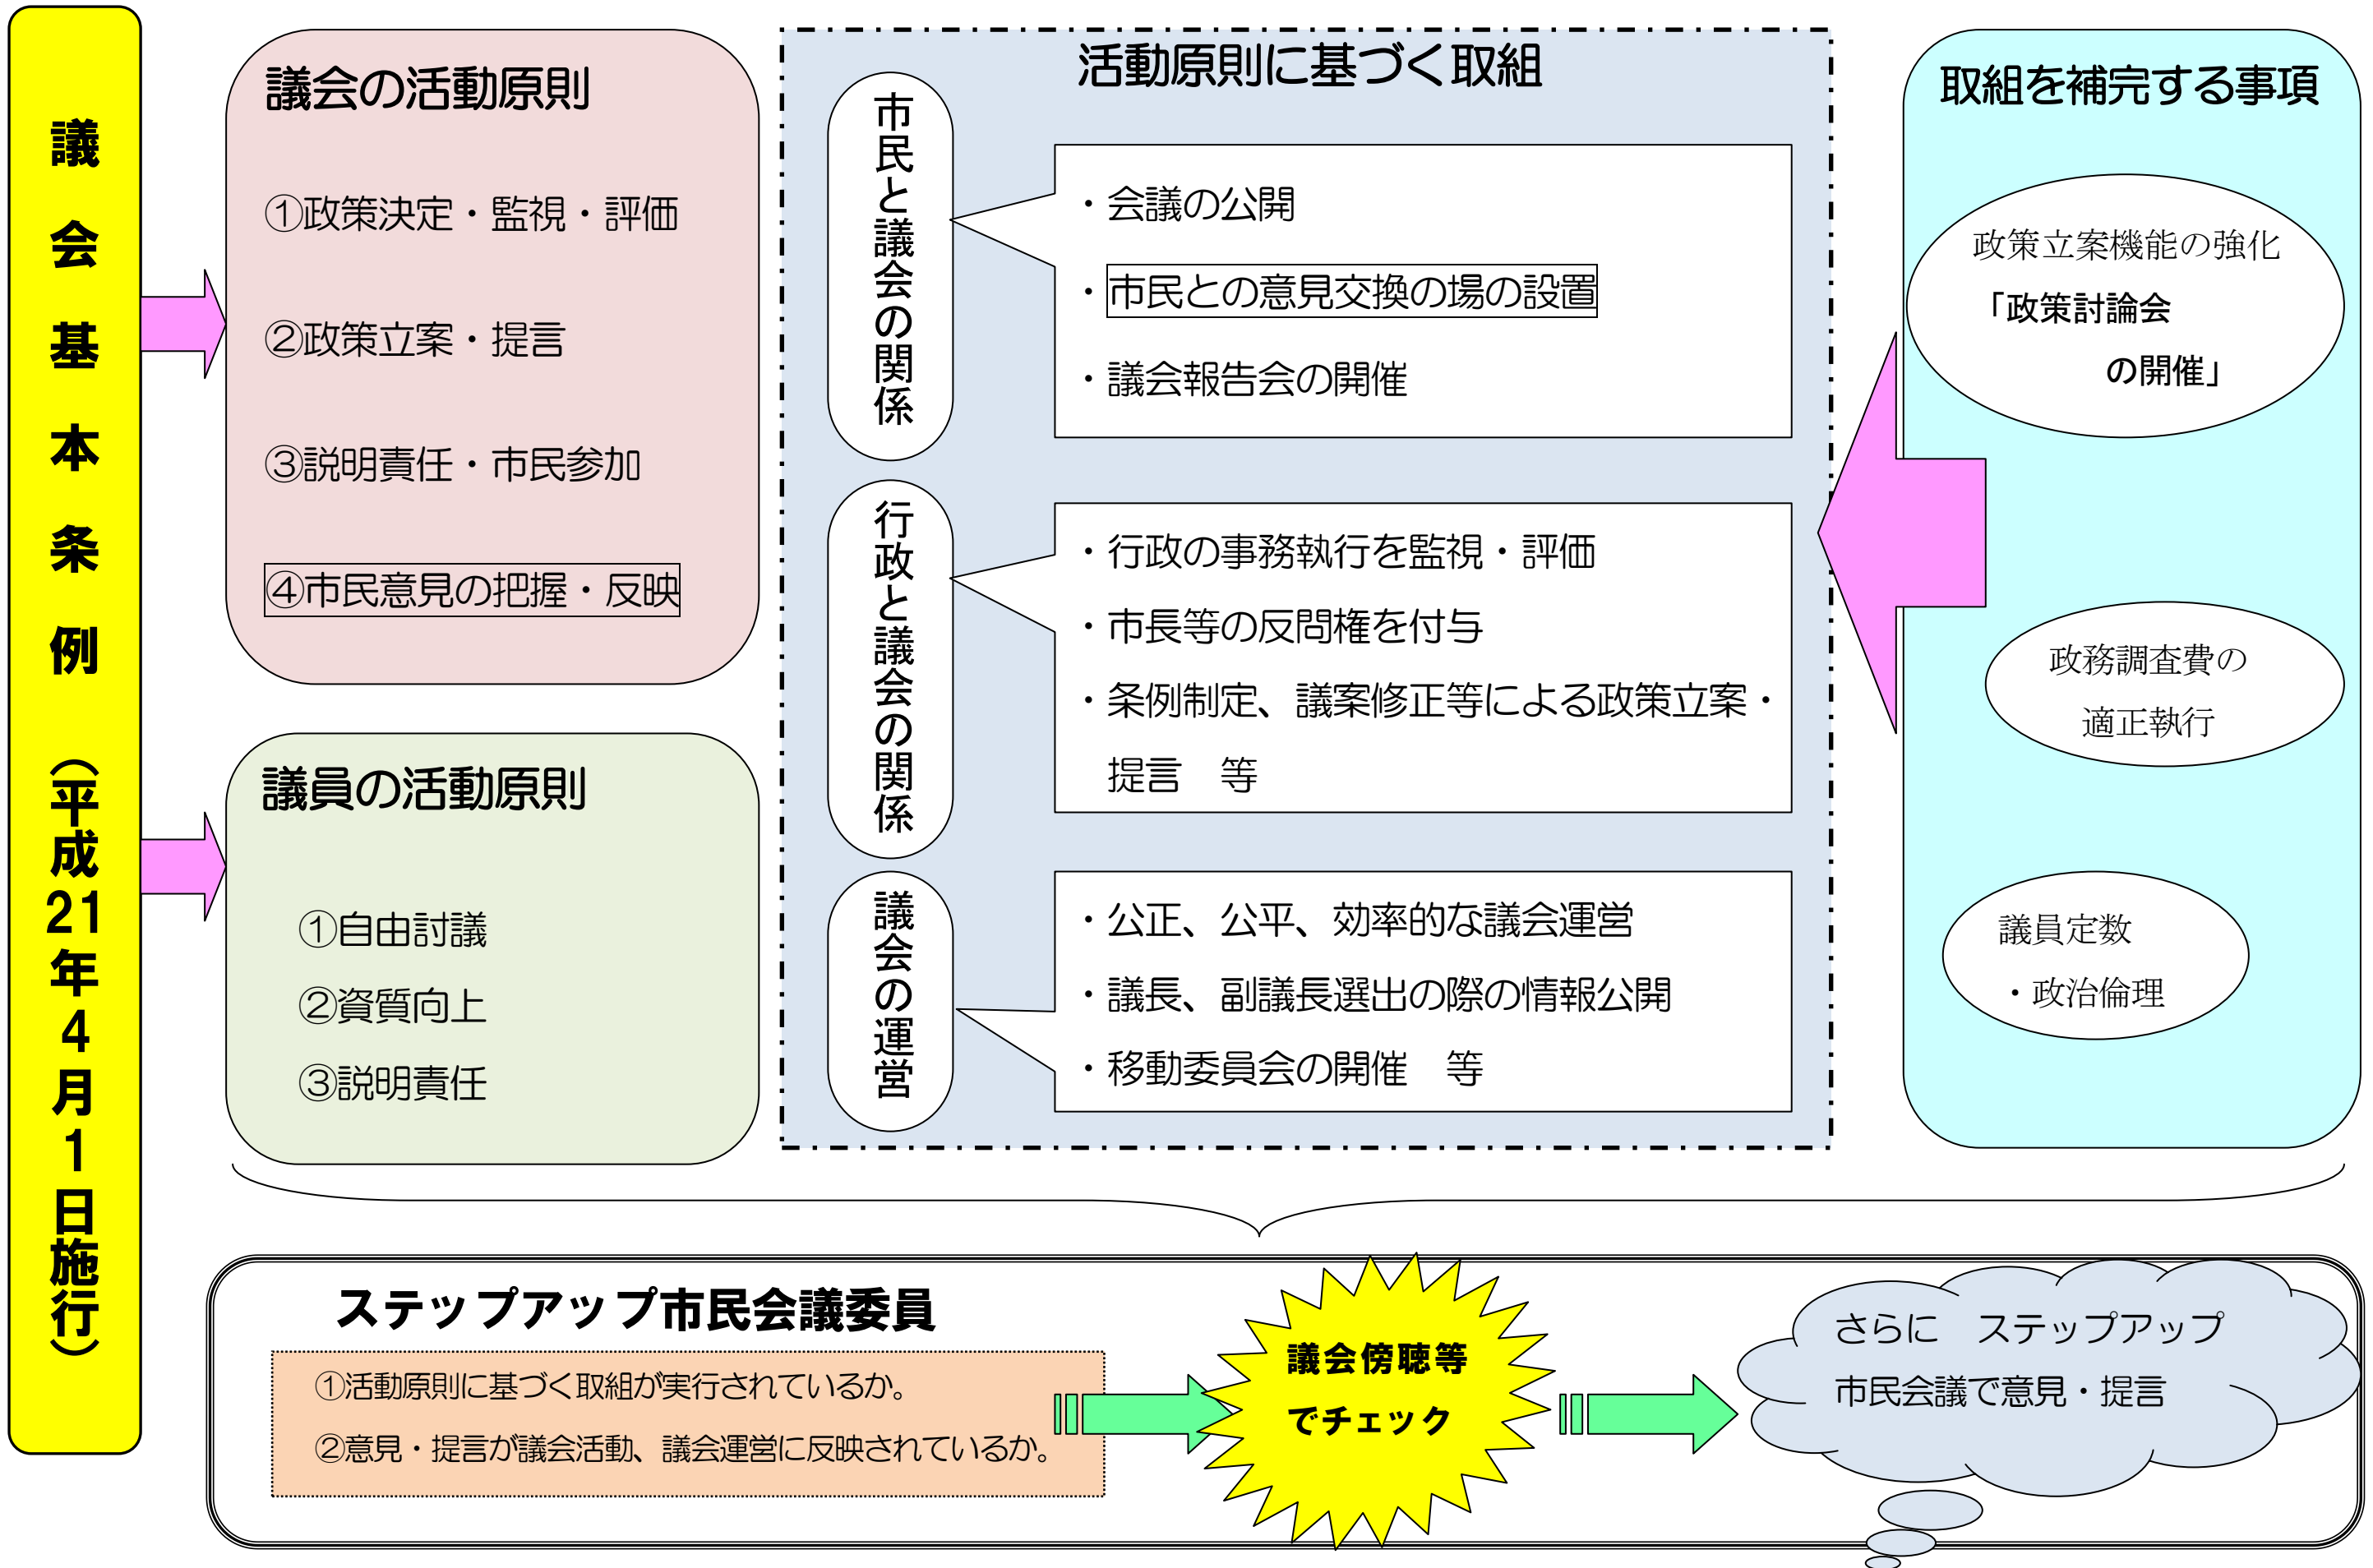 議会基本条例（平成21年４月１日施行）
議会の活動原則
①政策決定・監視・評価
②政策立案・提言
③説明責任・市民参加
④市民意見の把握・反映
議員の活動原則
①自由討議
②資質向上
③説明責任
活動原則に基づく取組
市民と議会の関係
・会議の公開
・市民との意見交換の場の設置
・議会報告会の開催
行政と議会の関係
・行政の事務執行を監視・評価
・市長等の反問権を付与
・条例制定、議案修正等による政策立案・
提言　等
議会の運営
・公正、公平、効率的な議会運営
・議長、副議長選出の際の情報公開
・移動委員会の開催　等
取組を補完する事項
政策立案機能の強化
「政策討論会
の開催」
政務調査費の
適正執行
議員定数
・政治倫理
ステップアップ市民会議委員
①活動原則に基づく取組が実行されているか。
②意見・提言が議会活動、議会運営に反映されているか。
議会傍聴等
でチェック
さらに　ステップアップ
市民会議で意見・提言